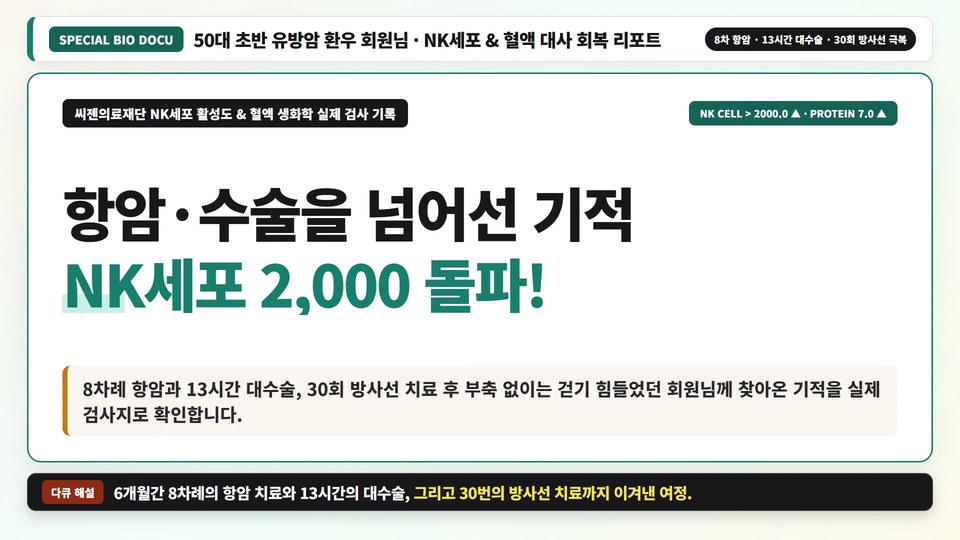 SPECIAL BIO DOCU
50대 초반 유방암 환우 회원님 · NK세포 & 혈액 대사 회복 리포트
8차 항암 · 13시간 대수술 · 30회 방사선 극복
씨젠의료재단 NK세포 활성도 & 혈액 생화학 실제 검사 기록
NK CELL > 2000.0 ▲ · PROTEIN 7.0 ▲
항암·수술을 넘어선 기적
NK세포 2,000 돌파!
8차례 항암과 13시간 대수술, 30회 방사선 치료 후 부축 없이는 걷기 힘들었던 회원님께 찾아온 기적을 실제
검사지로 확인합니다.
다큐 해설
6개월간 8차례의 항암 치료와 13시간의 대수술, 그리고 30번의 방사선 치료까지 이겨낸 여정.